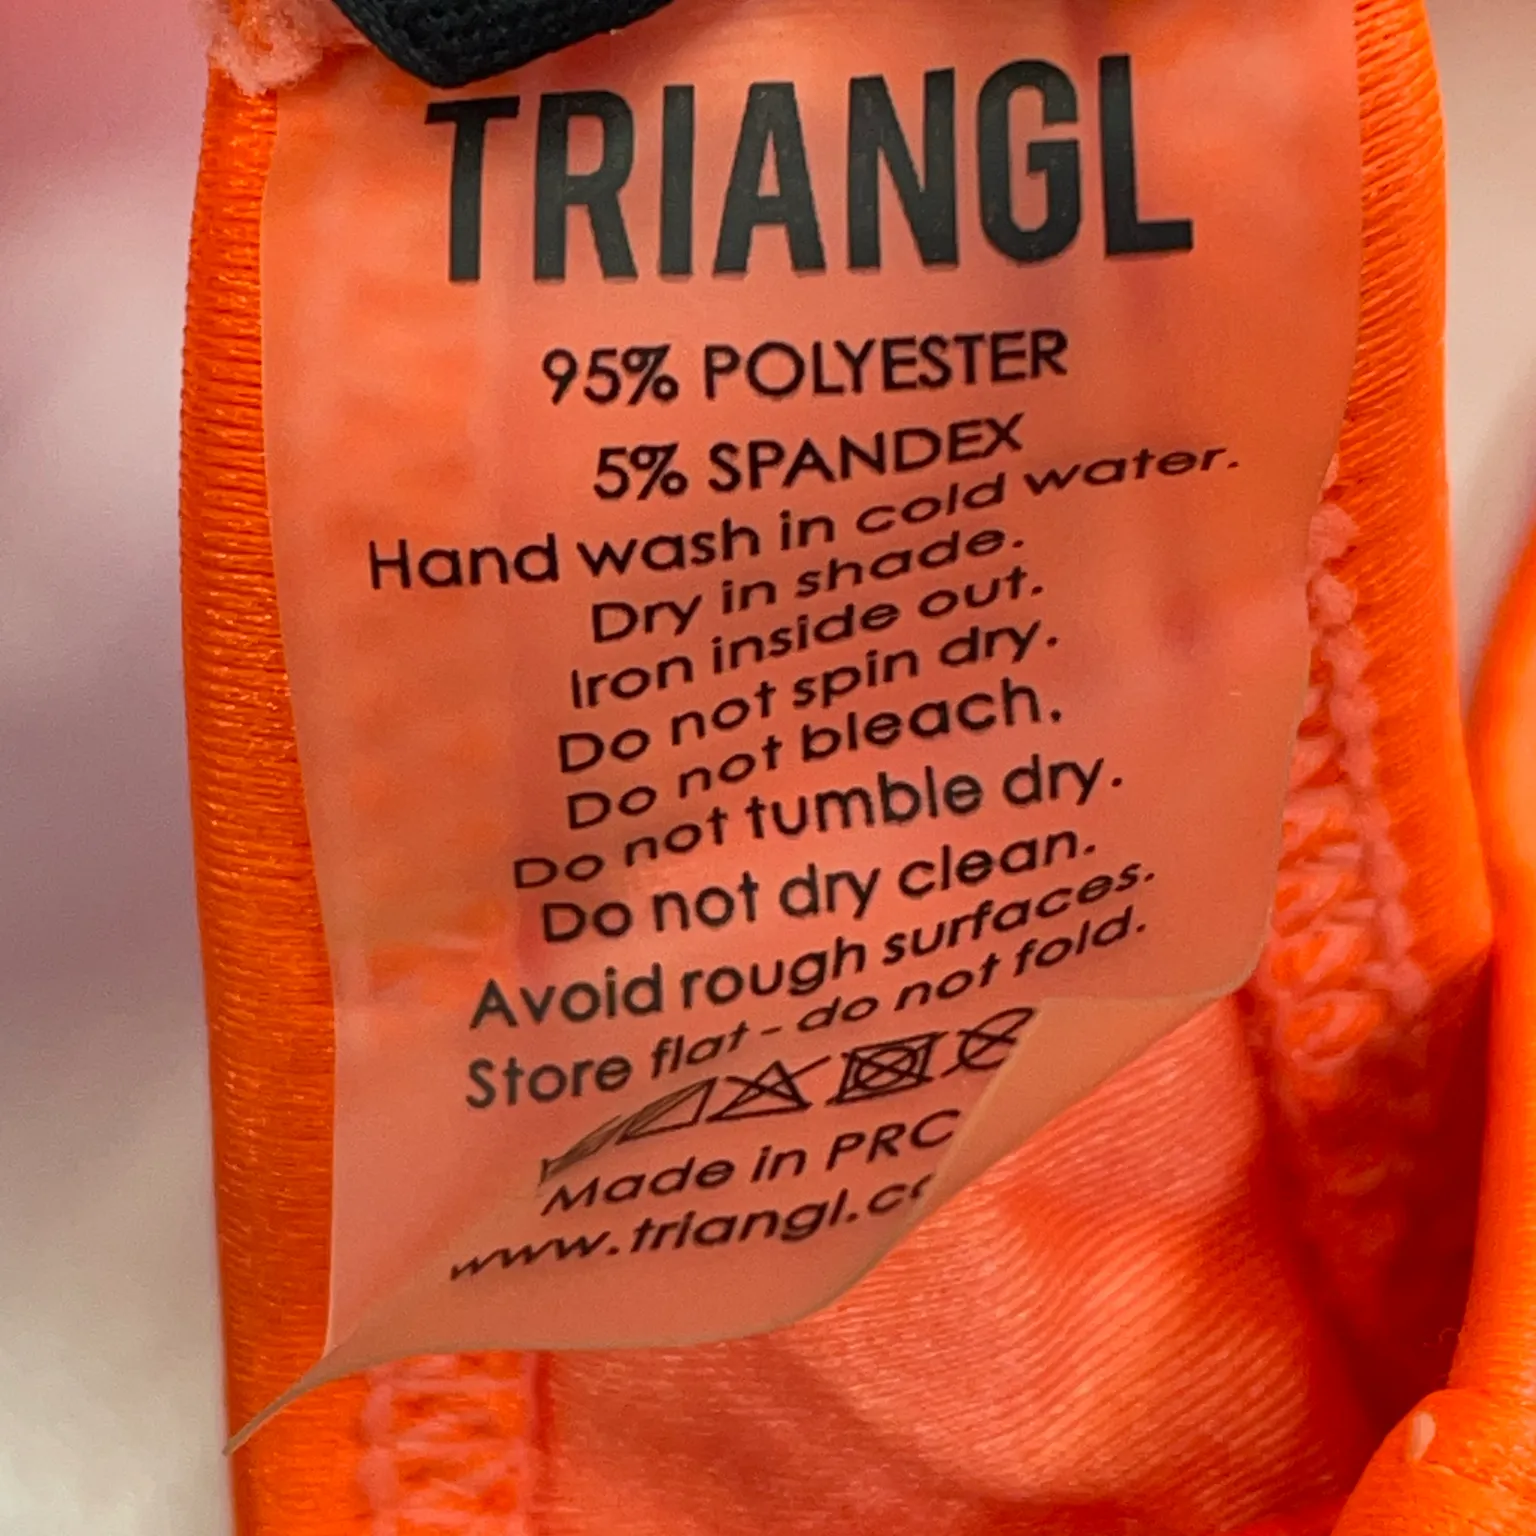 TRIANGL
95% POLYESTER
5% SPANDEX
Hand wash in cold water.
Dry in shade.
Iron inside out.
Do not spin dry.
Do not bleach.
Do not tumble dry.
Do not dry clean.
Avoid rough surfaces.
Store flat - do not fold.
Made in PRC
www.triangl.c